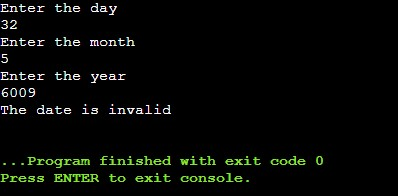 Enter the day
32
Enter the month
5
Enter the year
6009
The date is invalid
...Program finished with exit code 0
Press ENTER to exit console.